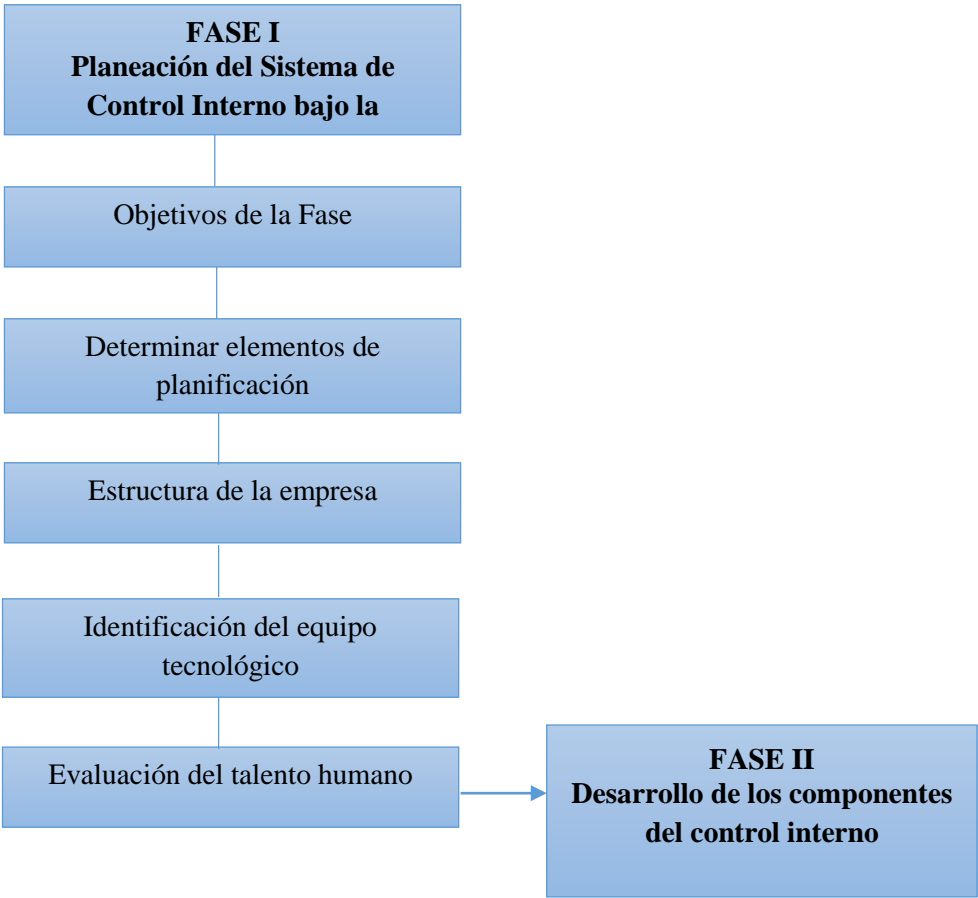 FASE I
Planeación del Sistema de
Control Interno bajo la
Objetivos de la Fase
Determinar elementos de
planificación
Estructura de la empresa
Identificación del equipo
tecnológico
Evaluación del talento humano
FASE II
Desarrollo de los componentes
del control interno